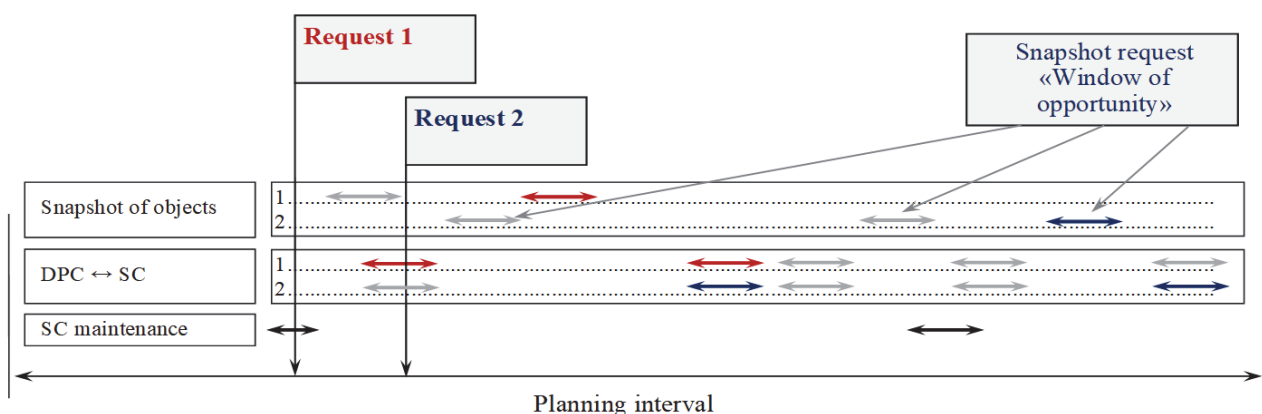 Request 1
Request 2
Snapshot request
«Window of
opportunity»
Snapshot of objects
1
2
DPC ↔ SC
1
2
SC maintenance
Planning interval